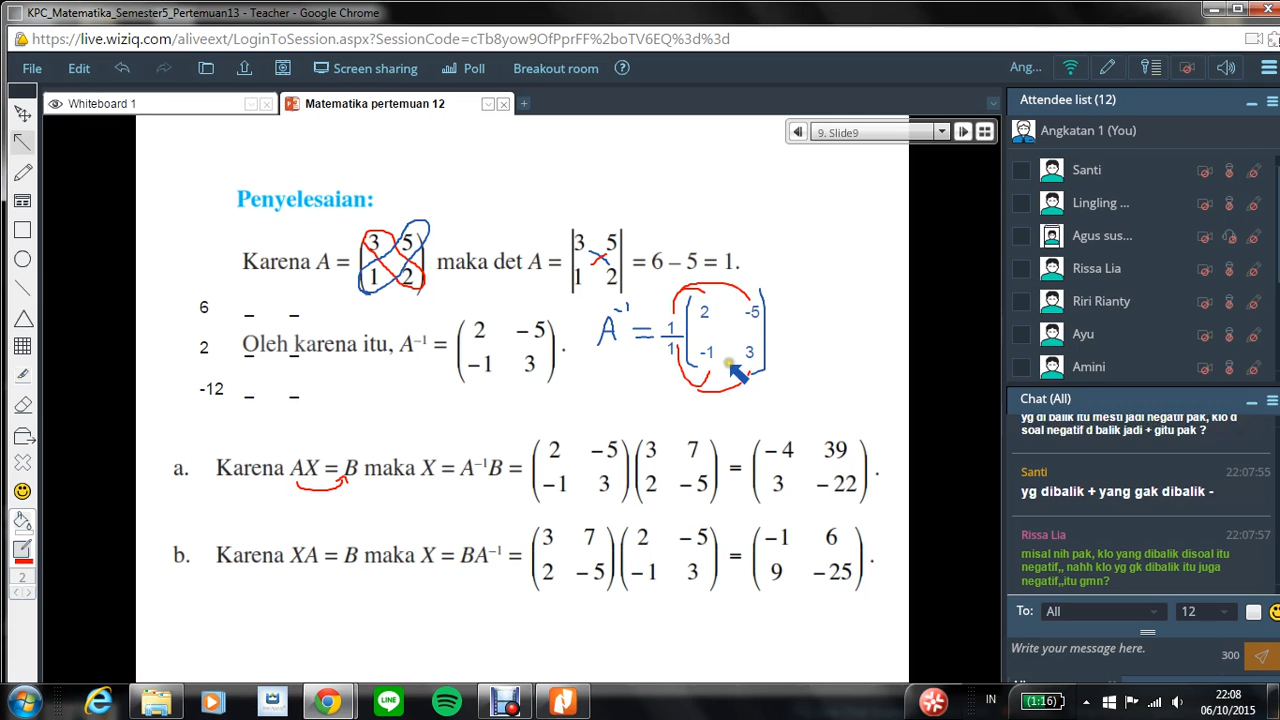 KPC_Matematika_Semester5_Pertemuan13 - Teacher - Google Chrome
https://live.wiziq.com/aliveext/LoginToSession.aspx?SessionCode=cTb8yow9OfPprFF%2boTV6EQ%3d%3d
File Edit Screen sharing Poll Breakout room ? Ang...
Whiteboard 1 Matematika pertemuan 12 +
Attendee list (12)
9. Slide9
Angkatan 1 (You)
Santi
Lingling ...
Agus sus...
Rissa Lia
Riri Rianty
Ayu
Amini
Penyelesaian:
Karena A = (3 5 1 2) maka det A = |3 5 1 2| = 6 – 5 = 1.
6 _ _
2 _ _
-12 _ _
Oleh karena itu, A⁻¹ = (2 –5 –1 3).
A⁻¹ = 1/1 [2 -5 -1 3]
a. Karena AX = B maka X = A⁻¹B = (2 –5 –1 3)(3 7 2 –5) = (–4 39 3 –22).
b. Karena XA = B maka X = BA⁻¹ = (3 7 2 –5)(2 –5 –1 3) = (–1 6 9 –25).
Chat (All)
yg di balik itu mesti jadi negatif pak, klo d
soal negatif d balik jadi + gitu pak ?
Santi 22:07:55
yg dibalik + yang gak dibalik -
Rissa Lia 22:07:57
misal nih pak, klo yang dibalik disoal itu
negatif,, nahh klo yg gk dibalik itu juga
negatif,,itu gmn?
To: All 12
Write your message here. 300
2
IN (1:16) 22:08
06/10/2015
LINE